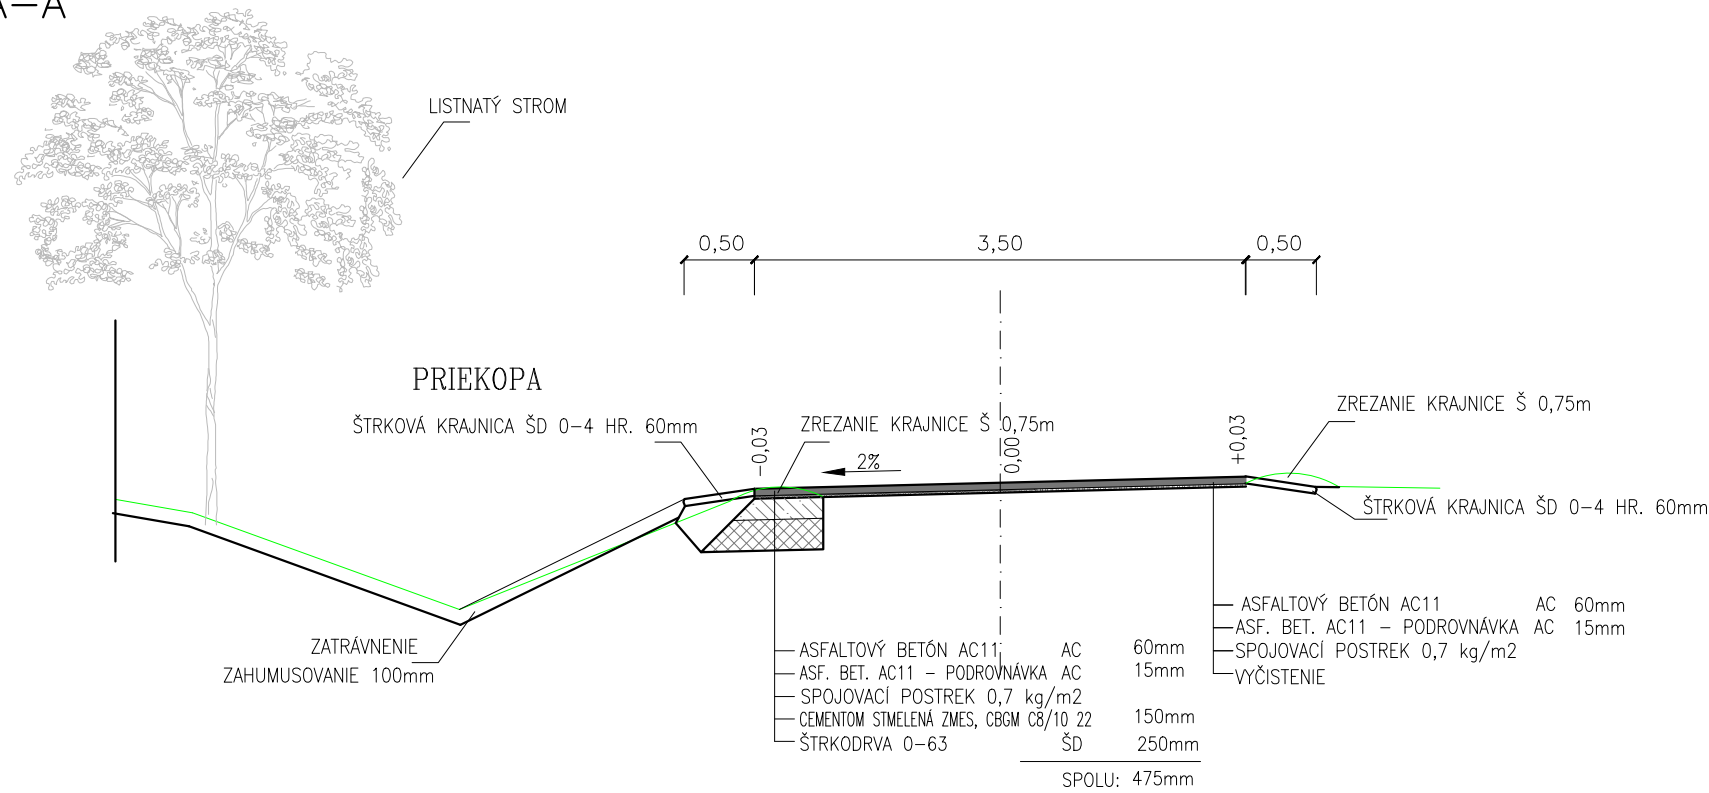 A-A
LISTNATÝ STROM
0,50
3,50
0,50
PRIEKOPA
ŠTRKOVÁ KRAJNICA ŠD 0-4 HR. 60mm
-0,03
ZREZANIE KRAJNICE Š 0,75m
2%
0,00
+0,03
ZREZANIE KRAJNICE Š 0,75m
ŠTRKOVÁ KRAJNICA ŠD 0-4 HR. 60mm
ZATRÁVNENIE
ZAHUMUSOVANIE 100mm
ASFALTOVÝ BETÓN AC11 AC 60mm
ASF. BET. AC11 - PODROVNÁVKA AC 15mm
SPOJOVACÍ POSTREK 0,7 kg/m2
CEMENTOM STMELENÁ ZMES, CBGM C8/10 22 150mm
ŠTRKODRVA 0-63 ŠD 250mm
SPOLU: 475mm
ASFALTOVÝ BETÓN AC11 AC 60mm
ASF. BET. AC11 - PODROVNÁVKA AC 15mm
SPOJOVACÍ POSTREK 0,7 kg/m2
VYČISTENIE